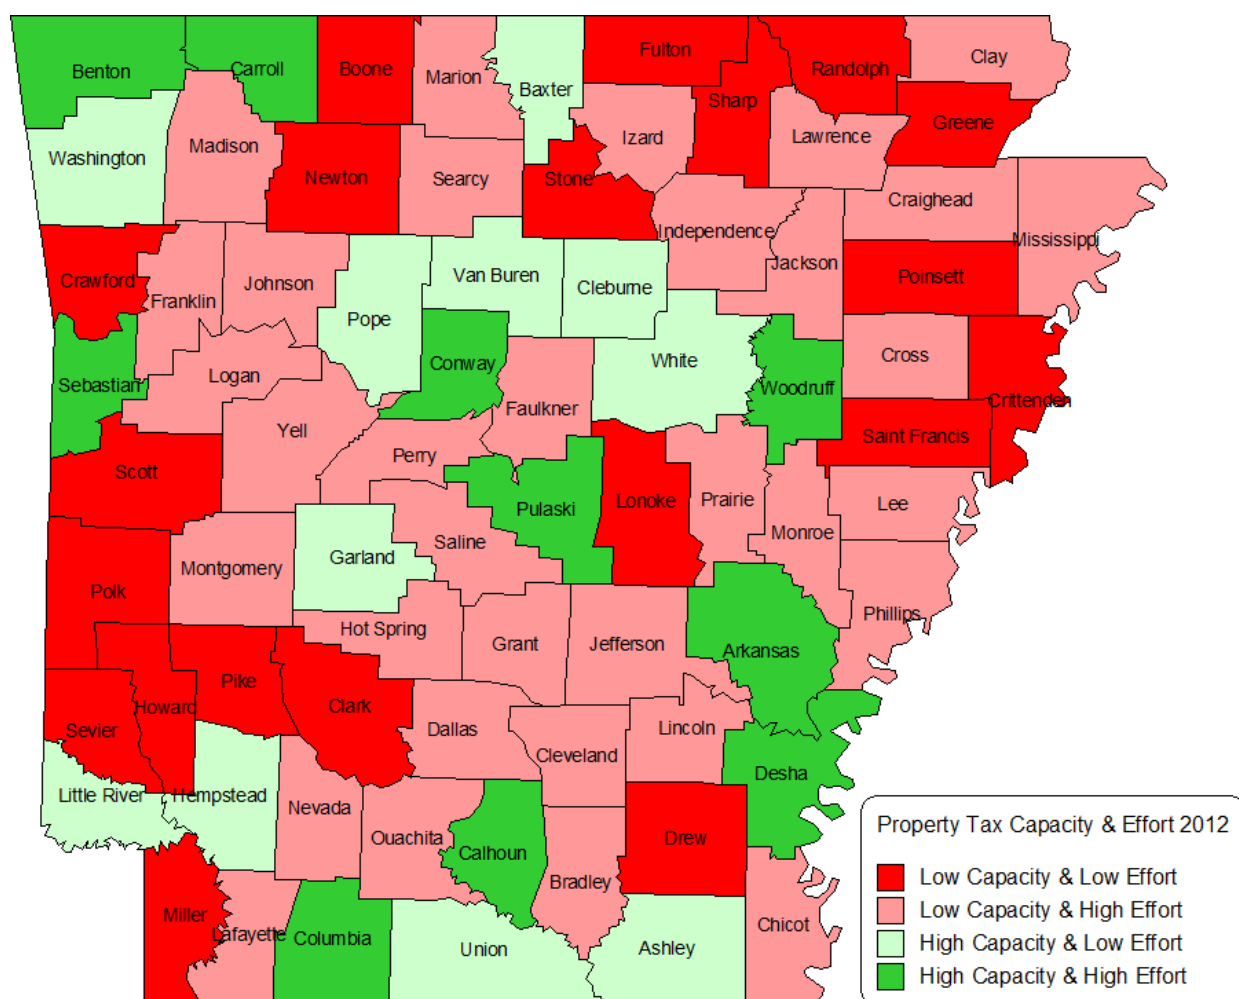 Benton
Carroll
Boone
Marion
Baxter
Fulton
Sharp
Randolph
Clay
Greene
Washington
Madison
Newton
Searcy
Stone
Izard
Lawrence
Craighead
Mississippi
Crawford
Franklin
Johnson
Pope
Van Buren
Cleburne
Independence
Jackson
Poinsett
Sebastian
Logan
Conway
Faulkner
White
Woodruff
Cross
Crittenden
Scott
Yell
Perry
Pulaski
Lonoke
Prairie
Monroe
Saint Francis
Lee
Polk
Montgomery
Garland
Saline
Hot Spring
Grant
Jefferson
Arkansas
Phillips
Sevier
Howard
Pike
Clark
Dallas
Cleveland
Lincoln
Desha
Little River
Hempstead
Nevada
Ouachita
Calhoun
Bradley
Drew
Miller
Lafayette
Columbia
Union
Ashley
Chicot
Property Tax Capacity & Effort 2012
Low Capacity & Low Effort
Low Capacity & High Effort
High Capacity & Low Effort
High Capacity & High Effort